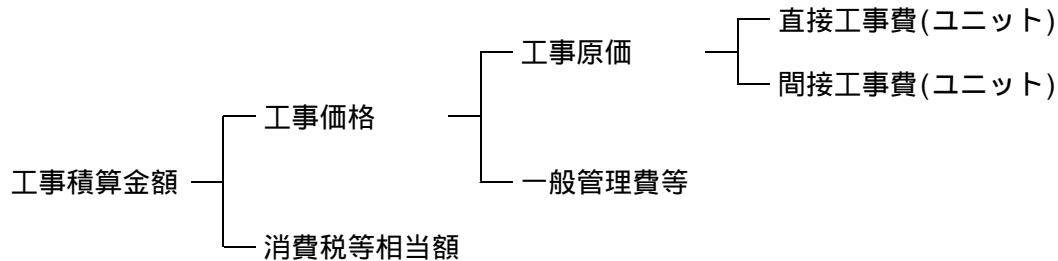 直接工事費(ユニット)
工事原価
間接工事費(ユニット)
工事価格
工事積算金額
一般管理費等
消費税等相当額